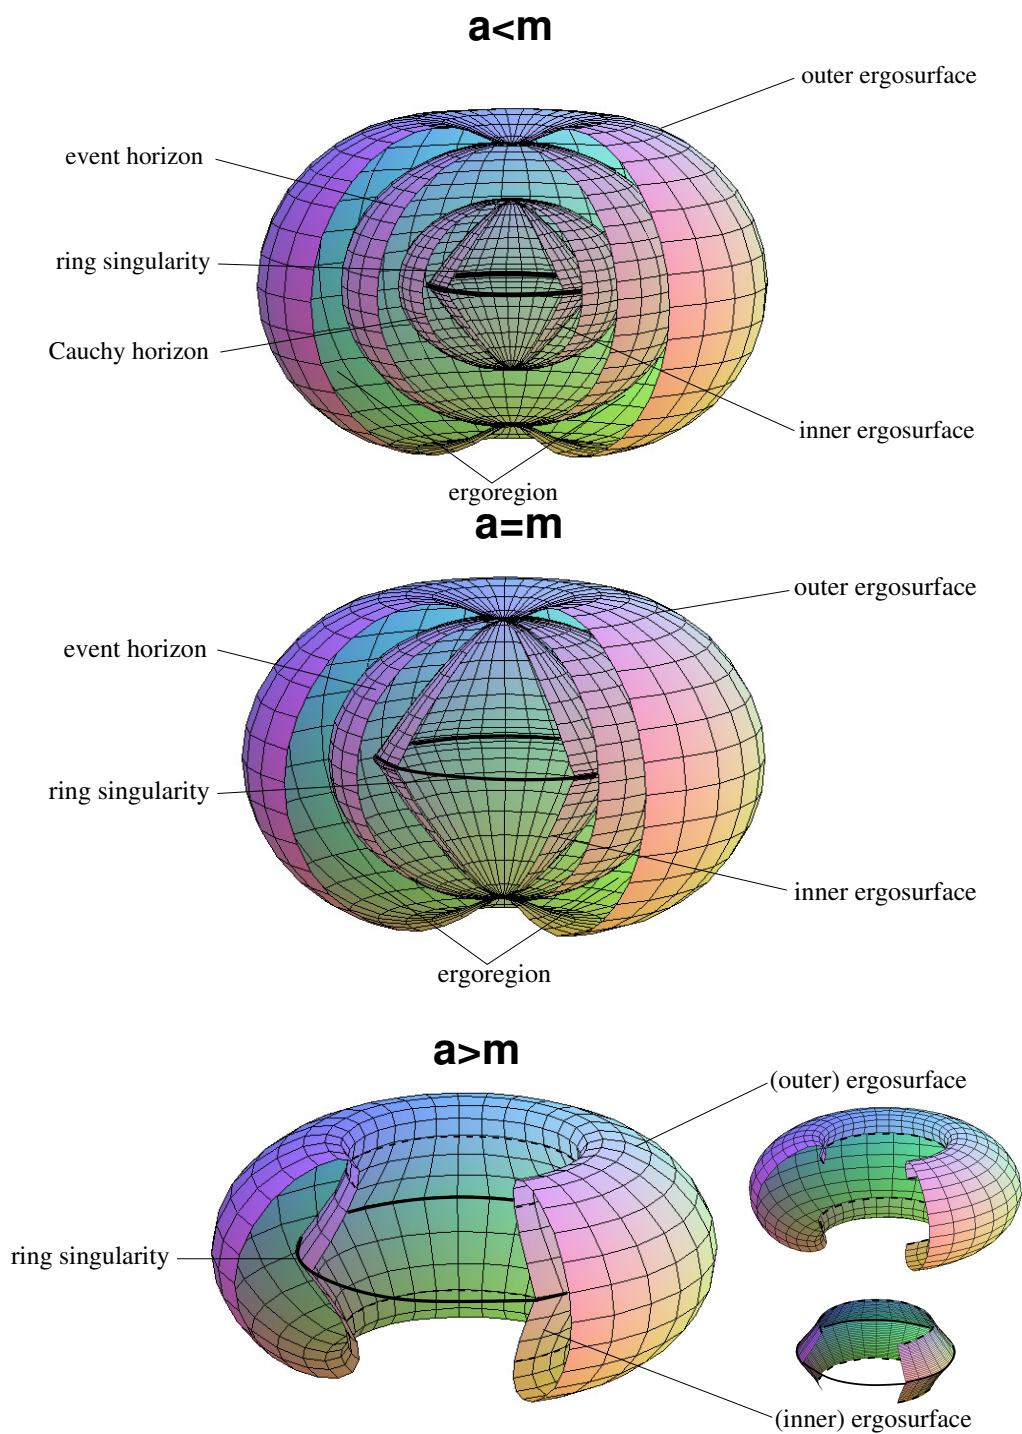 a<m
outer ergosurface
event horizon
ring singularity
Cauchy horizon
inner ergosurface
ergoregion
a=m
outer ergosurface
event horizon
ring singularity
inner ergosurface
ergoregion
a>m
(outer) ergosurface
ring singularity
(inner) ergosurface